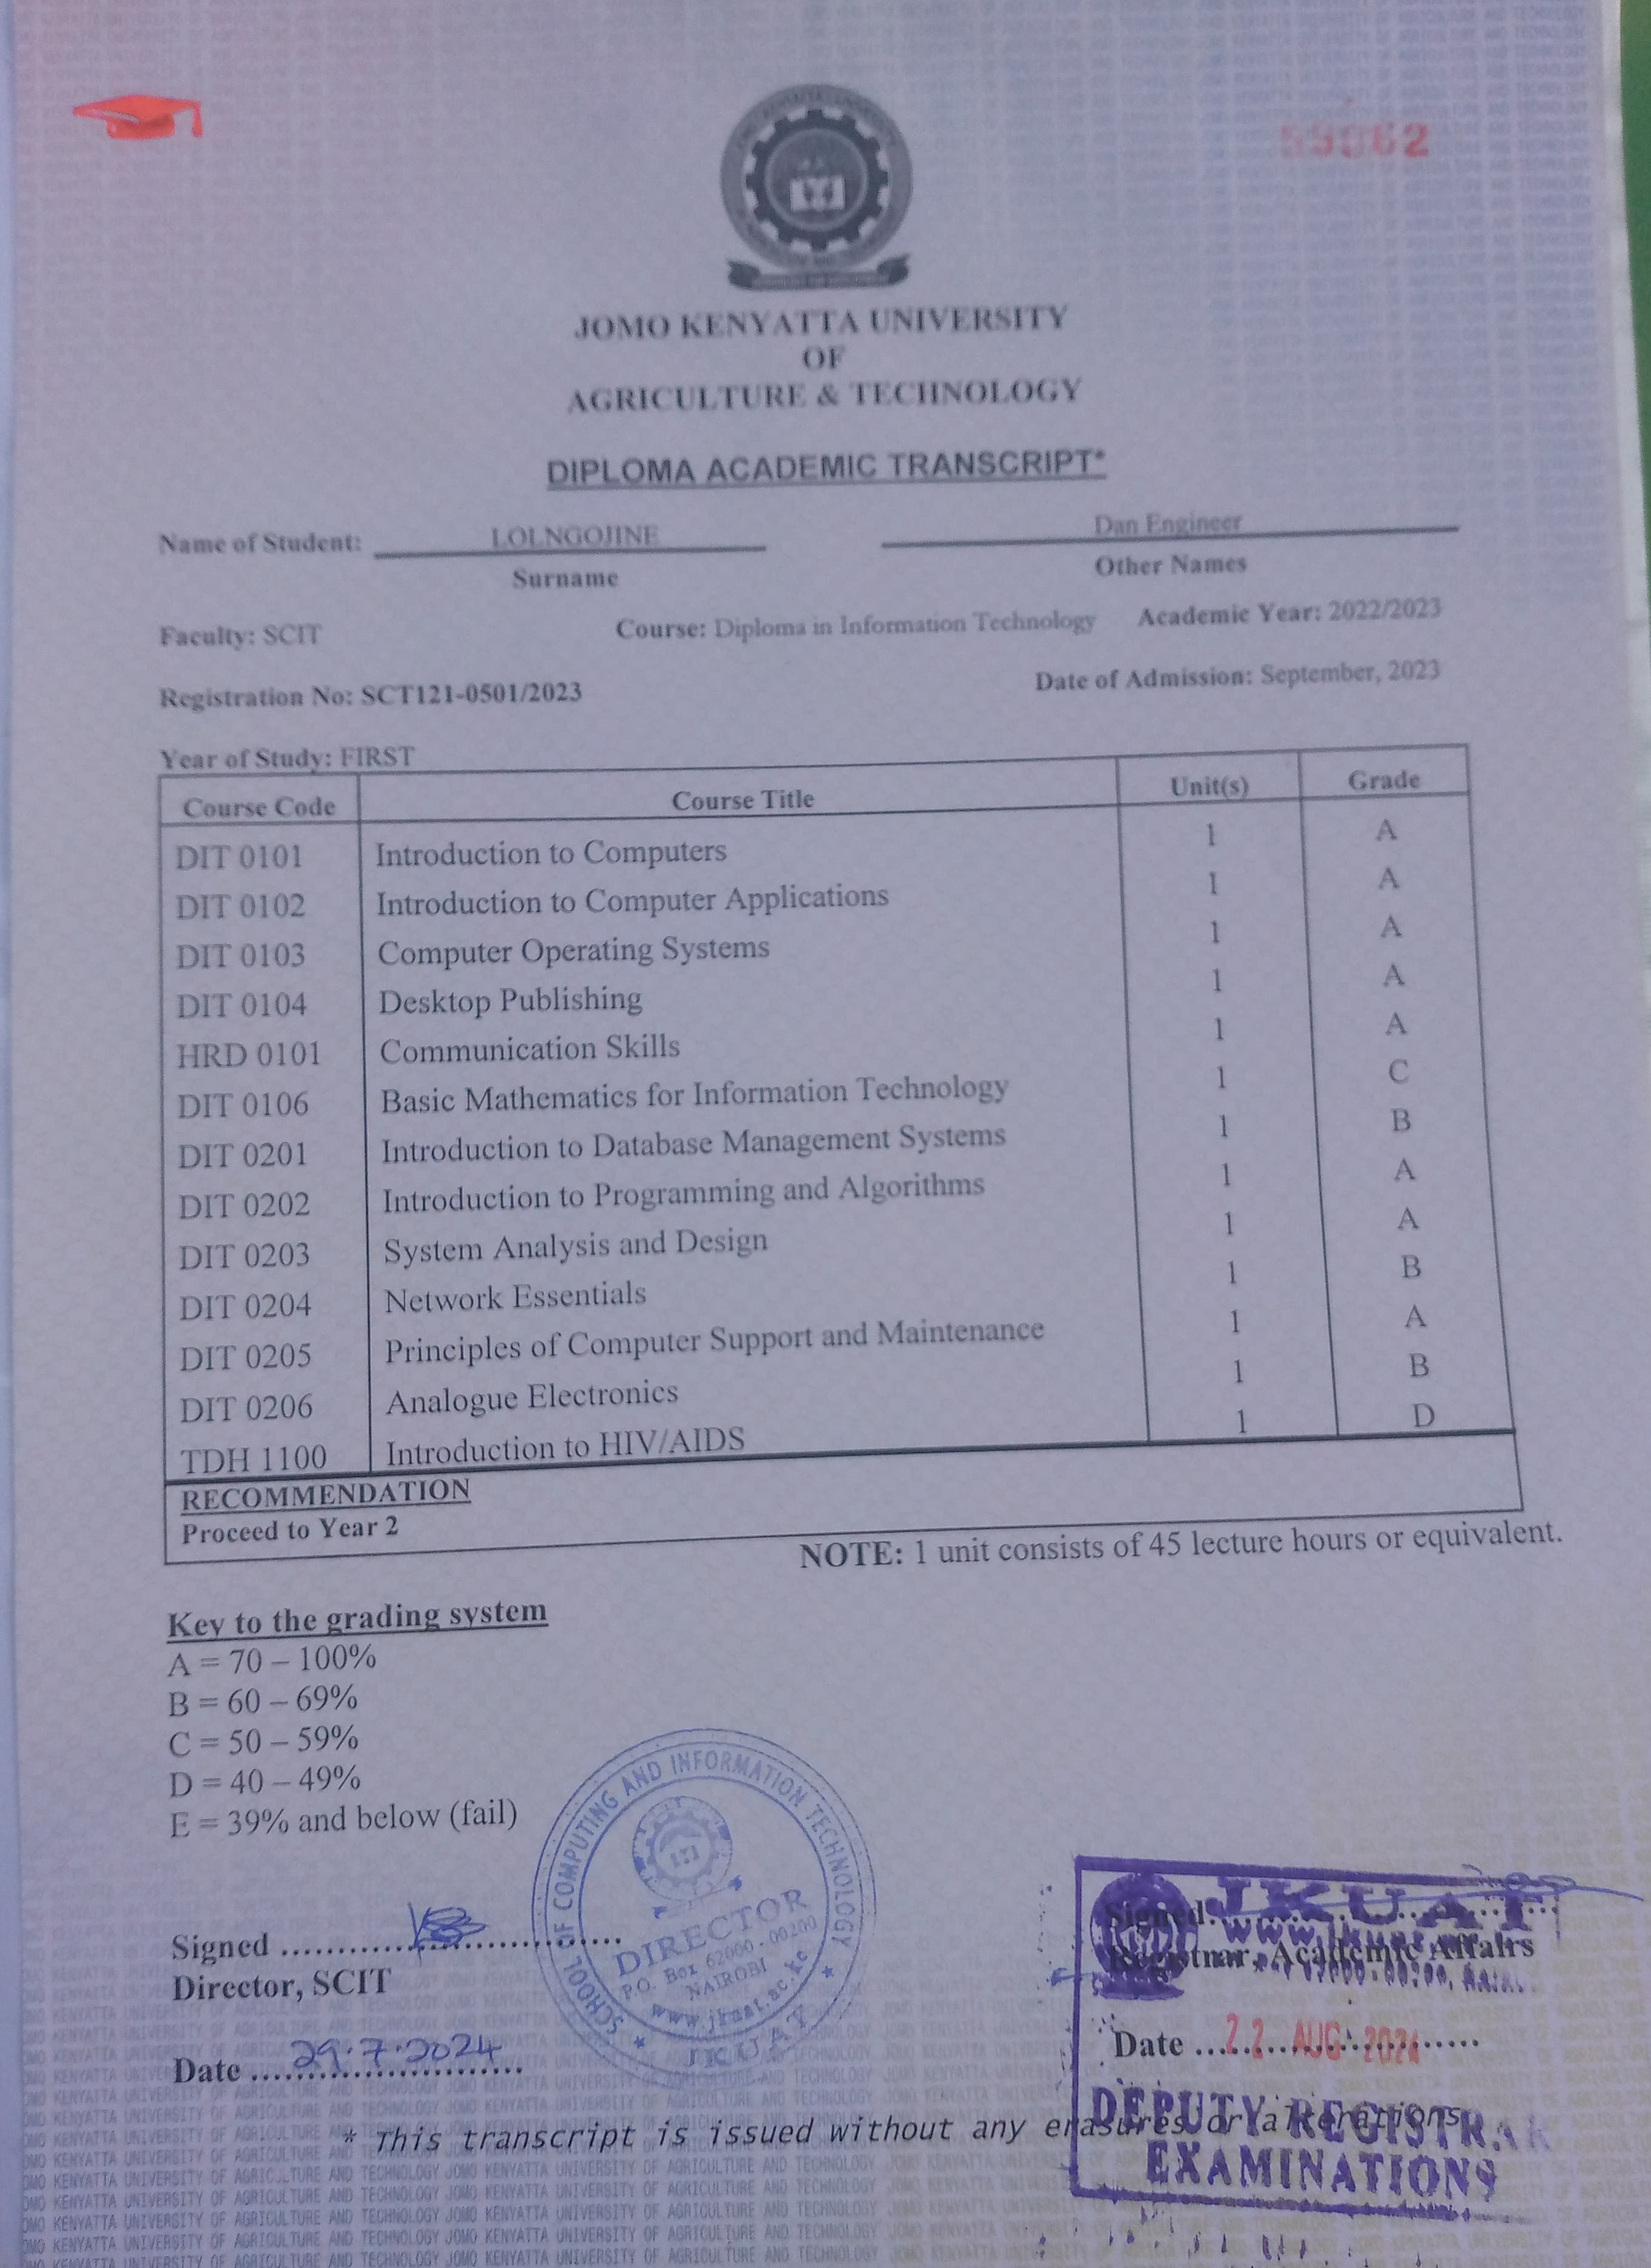 JOMO KENYATTA UNIVERSITY
OF
AGRICULTURE & TECHNOLOGY
DIPLOMA ACADEMIC TRANSCRIPT*
Name of Student: LOLNGOJINE Dan Engineer
Surname Other Names
Faculty: SCIT Course: Diploma in Information Technology Academic Year: 2022/2023
Registration No: SCT121-0501/2023 Date of Admission: September, 2023
Year of Study: FIRST
Course Code Course Title Unit(s) Grade
DIT 0101 Introduction to Computers 1 A
DIT 0102 Introduction to Computer Applications 1 A
DIT 0103 Computer Operating Systems 1 A
DIT 0104 Desktop Publishing 1 A
HRD 0101 Communication Skills 1 A
DIT 0106 Basic Mathematics for Information Technology 1 C
DIT 0201 Introduction to Database Management Systems 1 B
DIT 0202 Introduction to Programming and Algorithms 1 A
DIT 0203 System Analysis and Design 1 A
DIT 0204 Network Essentials 1 B
DIT 0205 Principles of Computer Support and Maintenance 1 A
DIT 0206 Analogue Electronics 1 B
TDH 1100 Introduction to HIV/AIDS 1 D
RECOMMENDATION
Proceed to Year 2
NOTE: 1 unit consists of 45 lecture hours or equivalent.
Key to the grading system
A = 70 – 100%
B = 60 – 69%
C = 50 – 59%
D = 40 – 49%
E = 39% and below (fail)
SCHOOL OF COMPUTING AND INFORMATION TECHNOLOGY
DIRECTOR
P.O. Box 62000 - 00200
NAIROBI
www.jkuat.ac.ke
★ JKUAT ★
Signed
Director, SCIT
Date 29.7.2024
JKUAT
Signed
Registrar, Academic Affairs
Date 22 AUG 2024
DEPUTY REGISTRAR
EXAMINATIONS
* This transcript is issued without any erasures or alterations
JOMO KENYATTA UNIVERSITY OF AGRICULTURE AND TECHNOLOGY